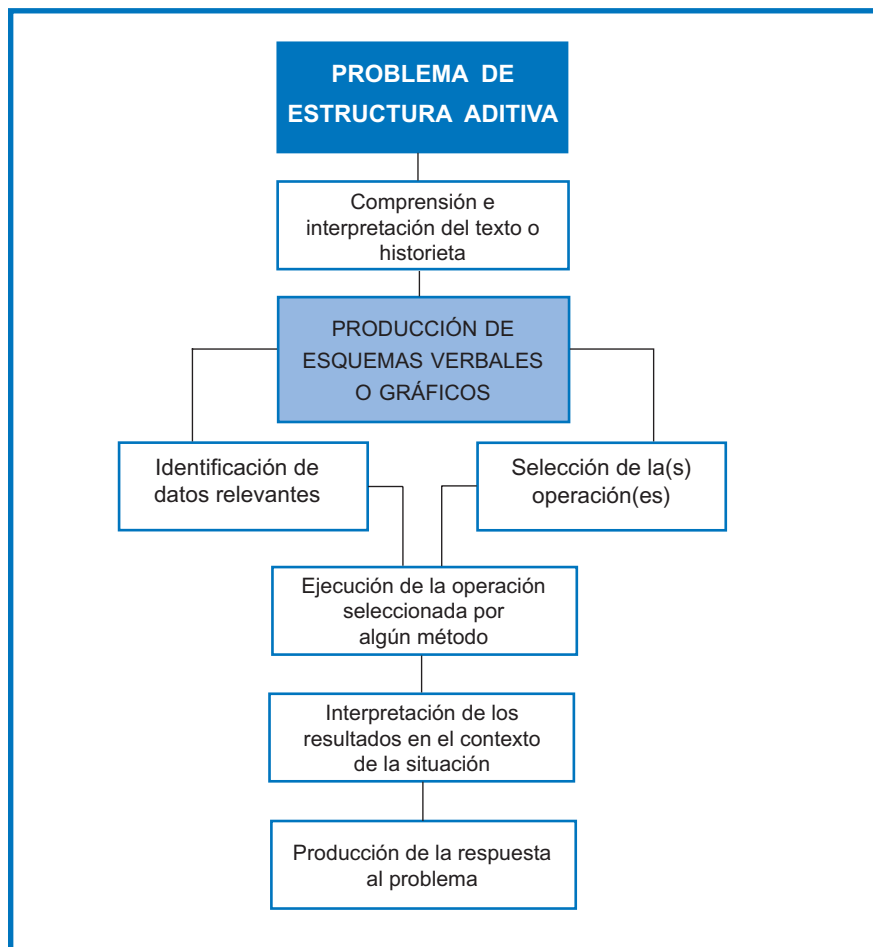 PROBLEMA DE
ESTRUCTURA ADITIVA
Comprensión e
interpretación del texto o
historieta
PRODUCCIÓN DE
ESQUEMAS VERBALES
O GRÁFICOS
Identificación de
datos relevantes
Selección de la(s)
operación(es)
Ejecución de la operación
seleccionada por
algún método
Interpretación de los
resultados en el contexto
de la situación
Producción de la respuesta
al problema